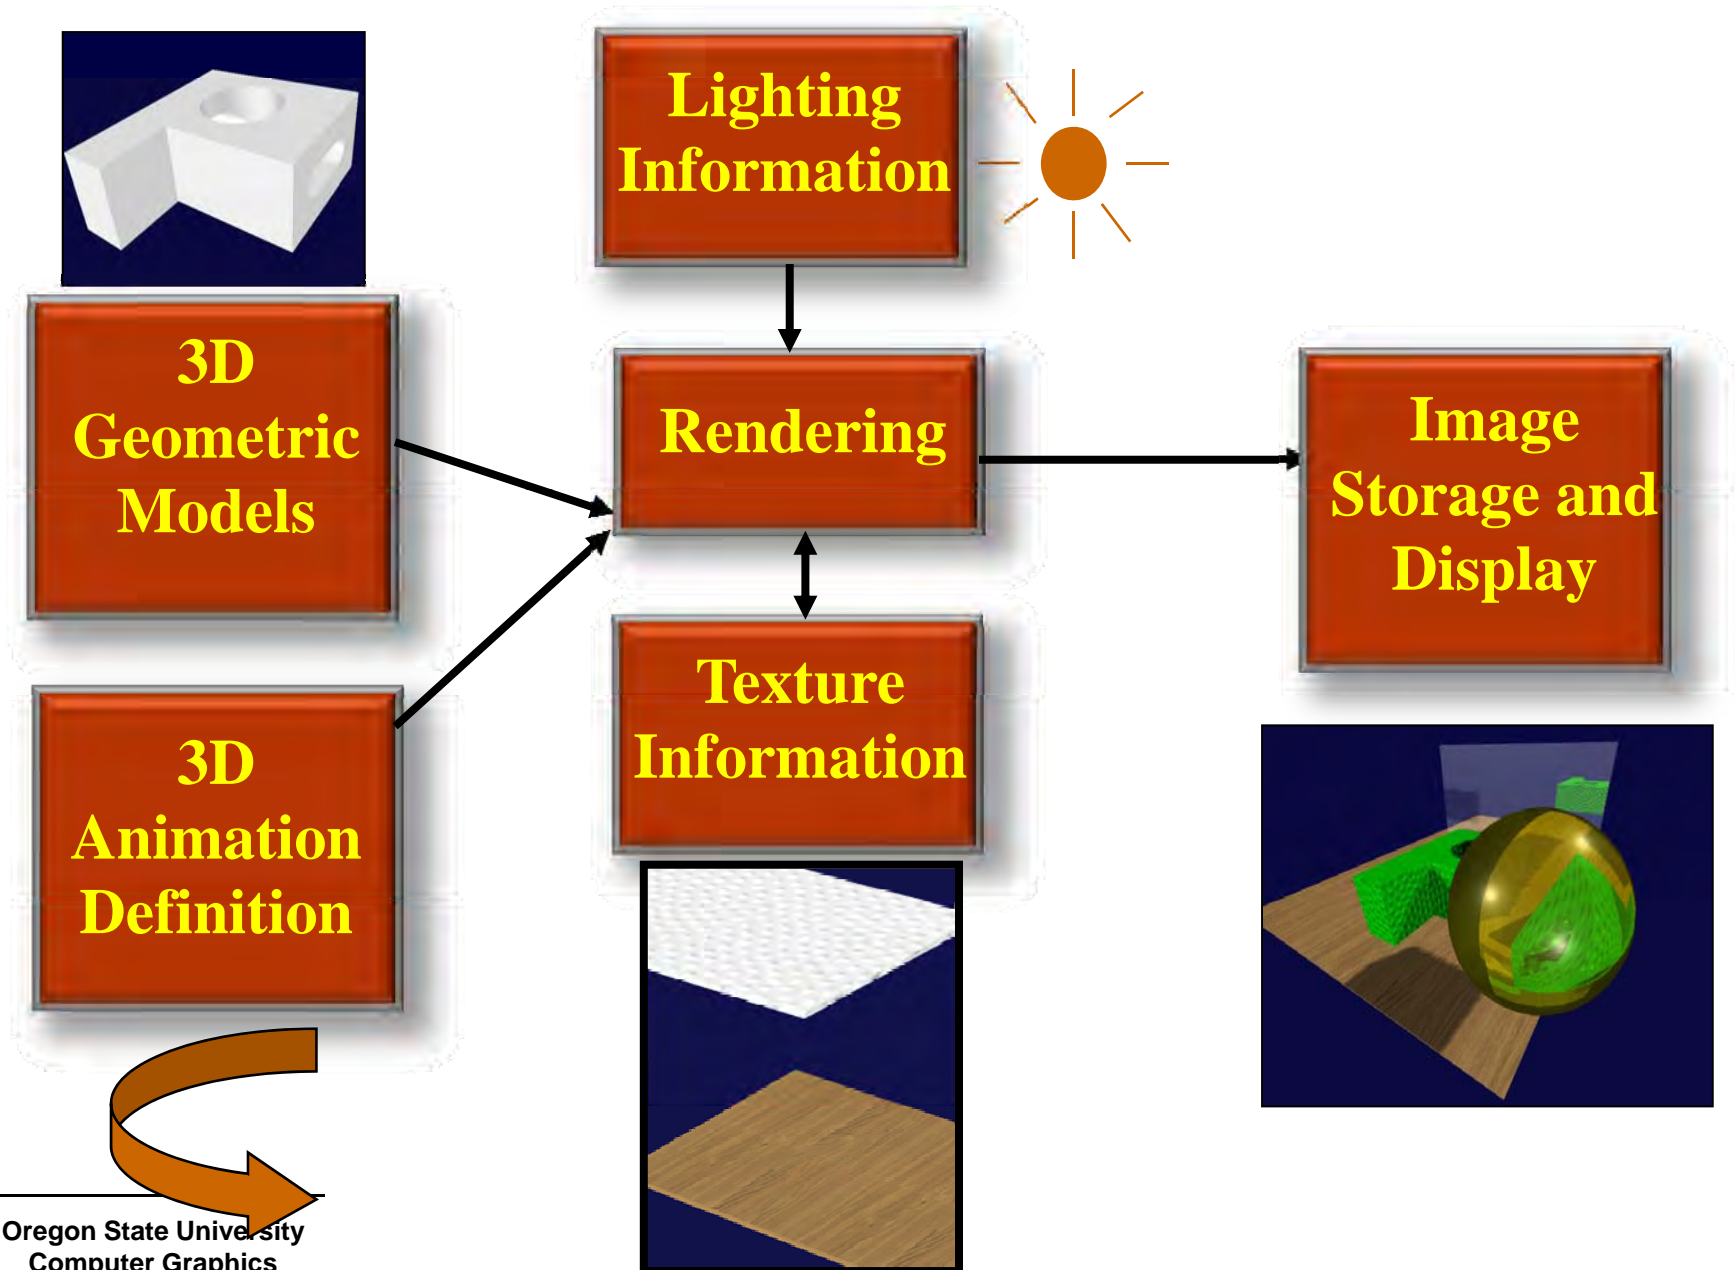 Lighting
Information
3D
Geometric
Models
Rendering
Image
Storage and
Display
Texture
Information
3D
Animation
Definition
Oregon State University
Computer Graphics